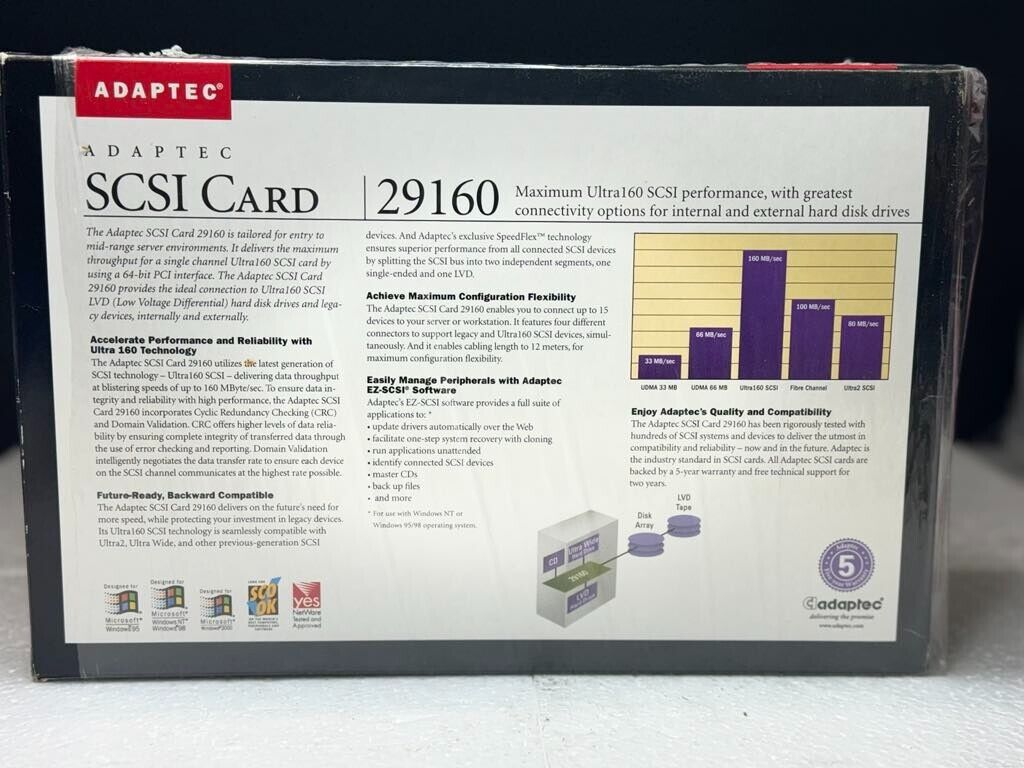 ADAPTEC®
ADAPTEC
SCSI CARD 29160
Maximum Ultra160 SCSI performance, with greatest
connectivity options for internal and external hard disk drives
The Adaptec SCSI Card 29160 is tailored for entry to
mid-range server environments. It delivers the maximum
throughput for a single channel Ultra160 SCSI card by
using a 64-bit PCI interface. The Adaptec SCSI Card
29160 provides the ideal connection to Ultra160 SCSI
LVD (Low Voltage Differential) hard disk drives and lega-
cy devices, internally and externally.
Accelerate Performance and Reliability with
Ultra 160 Technology
The Adaptec SCSI Card 29160 utilizes the latest generation of
SCSI technology – Ultra160 SCSI – delivering data throughput
at blistering speeds of up to 160 MByte/sec. To ensure data in-
tegrity and reliability with high performance, the Adaptec SCSI
Card 29160 incorporates Cyclic Redundancy Checking (CRC)
and Domain Validation. CRC offers higher levels of data relia-
bility by ensuring complete integrity of transferred data through
the use of error checking and reporting. Domain Validation
intelligently negotiates the data transfer rate to ensure each device
on the SCSI channel communicates at the highest rate possible.
Future-Ready, Backward Compatible
The Adaptec SCSI Card 29160 delivers on the future's need for
more speed, while protecting your investment in legacy devices.
Its Ultra160 SCSI technology is seamlessly compatible with
Ultra2, Ultra Wide, and other previous-generation SCSI
devices. And Adaptec's exclusive SpeedFlex™ technology
ensures superior performance from all connected SCSI devices
by splitting the SCSI bus into two independent segments, one
single-ended and one LVD.
Achieve Maximum Configuration Flexibility
The Adaptec SCSI Card 29160 enables you to connect up to 15
devices to your server or workstation. It features four different
connectors to support legacy and Ultra160 SCSI devices, simul-
taneously. And it enables cabling length to 12 meters, for
maximum configuration flexibility.
Easily Manage Peripherals with Adaptec
EZ-SCSI® Software
Adaptec's EZ-SCSI software provides a full suite of
applications to: *
• update drivers automatically over the Web
• facilitate one-step system recovery with cloning
• run applications unattended
• identify connected SCSI devices
• master CDs
• back up files
• and more
* For use with Windows NT or
Windows 95/98 operating system.
160 MB/sec
100 MB/sec
80 MB/sec
66 MB/sec
33 MB/sec
UDMA 33 MB UDMA 66 MB Ultra160 SCSI Fibre Channel Ultra2 SCSI
Enjoy Adaptec's Quality and Compatibility
The Adaptec SCSI Card 29160 has been rigorously tested with
hundreds of SCSI systems and devices to deliver the utmost in
compatibility and reliability – now and in the future. Adaptec is
the industry standard in SCSI cards. All Adaptec SCSI cards are
backed by a 5-year warranty and free technical support for
two years.
LVD
Tape
Disk
Array
CD
Ultra Wide
Hard Disks
29160
LVD
Hard Disks
Designed for
Microsoft®
Windows®95
Designed for
Microsoft®
Windows NT®
Windows®98
Designed for
Microsoft®
Windows®2000
SCO
OK
yes
NetWare
Tested and
Approved
Adaptec
5
adaptec®
delivering the promise
www.adaptec.com